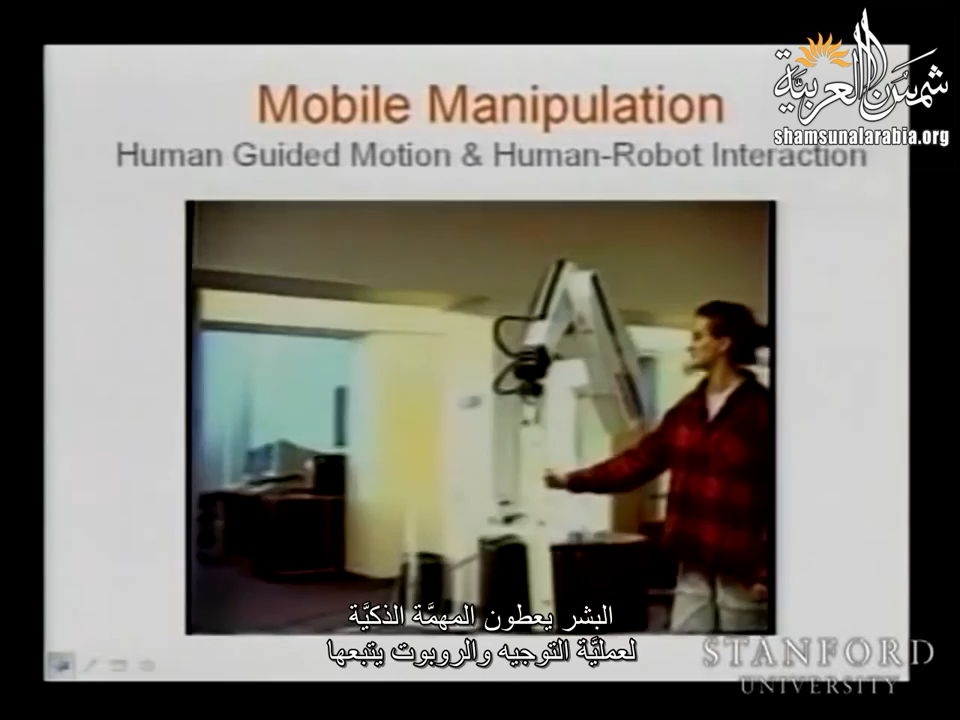 شمسُ العربيَّة
shamsunalarabia.org
Mobile Manipulation
Human Guided Motion & Human-Robot Interaction
البشر يعطون المهمَّة الذكيَّة
لعمليَّة التوجيه والروبوت يتبعها
STANFORD
UNIVERSITY